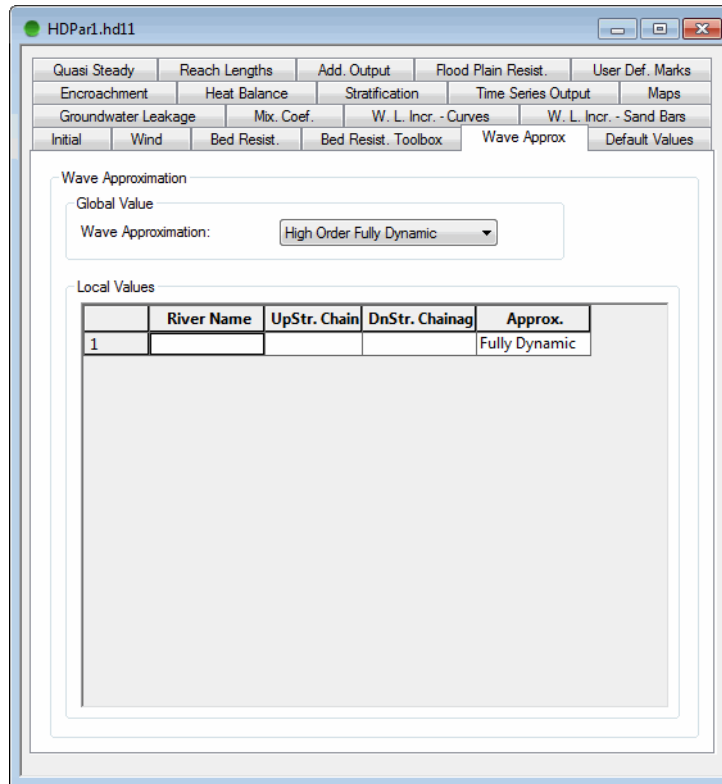 HDPar1.hd11
Quasi Steady Reach Lengths Add. Output Flood Plain Resist. User Def. Marks
Encroachment Heat Balance Stratification Time Series Output Maps
Groundwater Leakage Mix. Coef. W. L. Incr. - Curves W. L. Incr. - Sand Bars
Initial Wind Bed Resist. Bed Resist. Toolbox Wave Approx Default Values
Wave Approximation
Global Value
Wave Approximation: High Order Fully Dynamic
Local Values
River Name UpStr. Chain DnStr. Chainag Approx.
1 Fully Dynamic